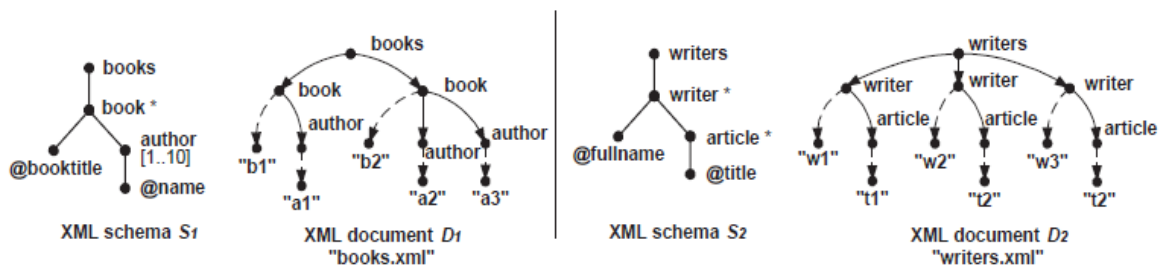 books
book *
author
[1..10]
@booktitle
@name
XML schema S1
books
book
book
author
author
author
"b1"
"b2"
"a1"
"a2"
"a3"
XML document D1
"books.xml"
writers
writer *
@fullname
article *
@title
XML schema S2
writers
writer
writer
writer
article
article
article
"w1"
"w2"
"w3"
"t1"
"t2"
"t2"
XML document D2
"writers.xml"